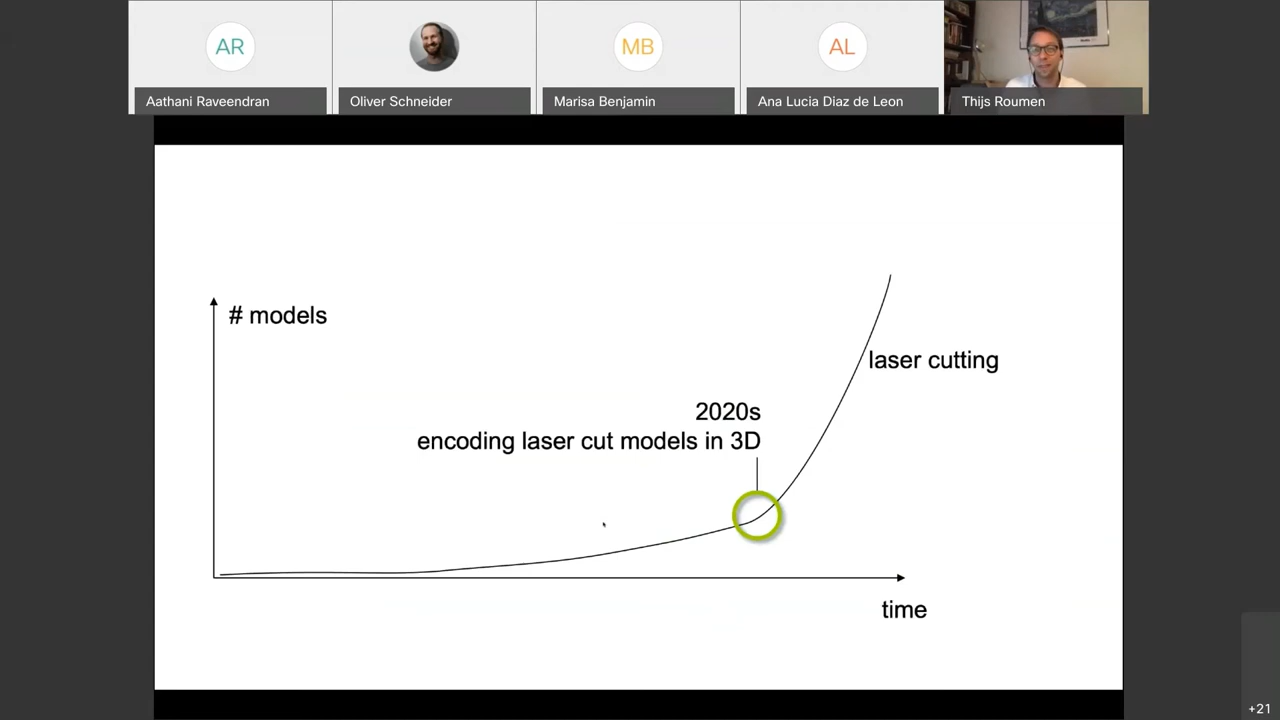 AR
MB
AL
Aathani Raveendran
Oliver Schneider
Marisa Benjamin
Ana Lucia Diaz de Leon
Thijs Roumen
# models
laser cutting
2020s
encoding laser cut models in 3D
time
+21